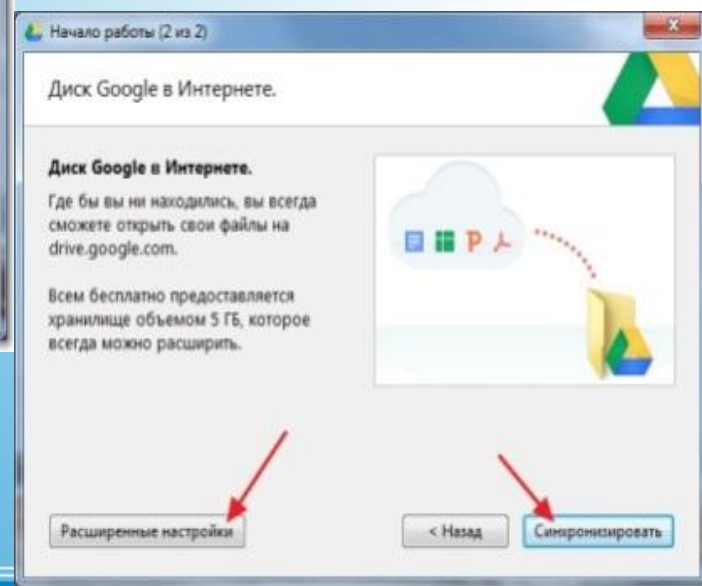 Начало работы (2 из 2)
Диск Google в Интернете.
Диск Google в Интернете.
Где бы вы ни находились, вы всегда
сможете открыть свои файлы на
drive.google.com.
Всем бесплатно предоставляется
хранилище объемом 5 ГБ, которое
всегда можно расширить.
P
Расширенные настройки
< Назад
Синхронизировать